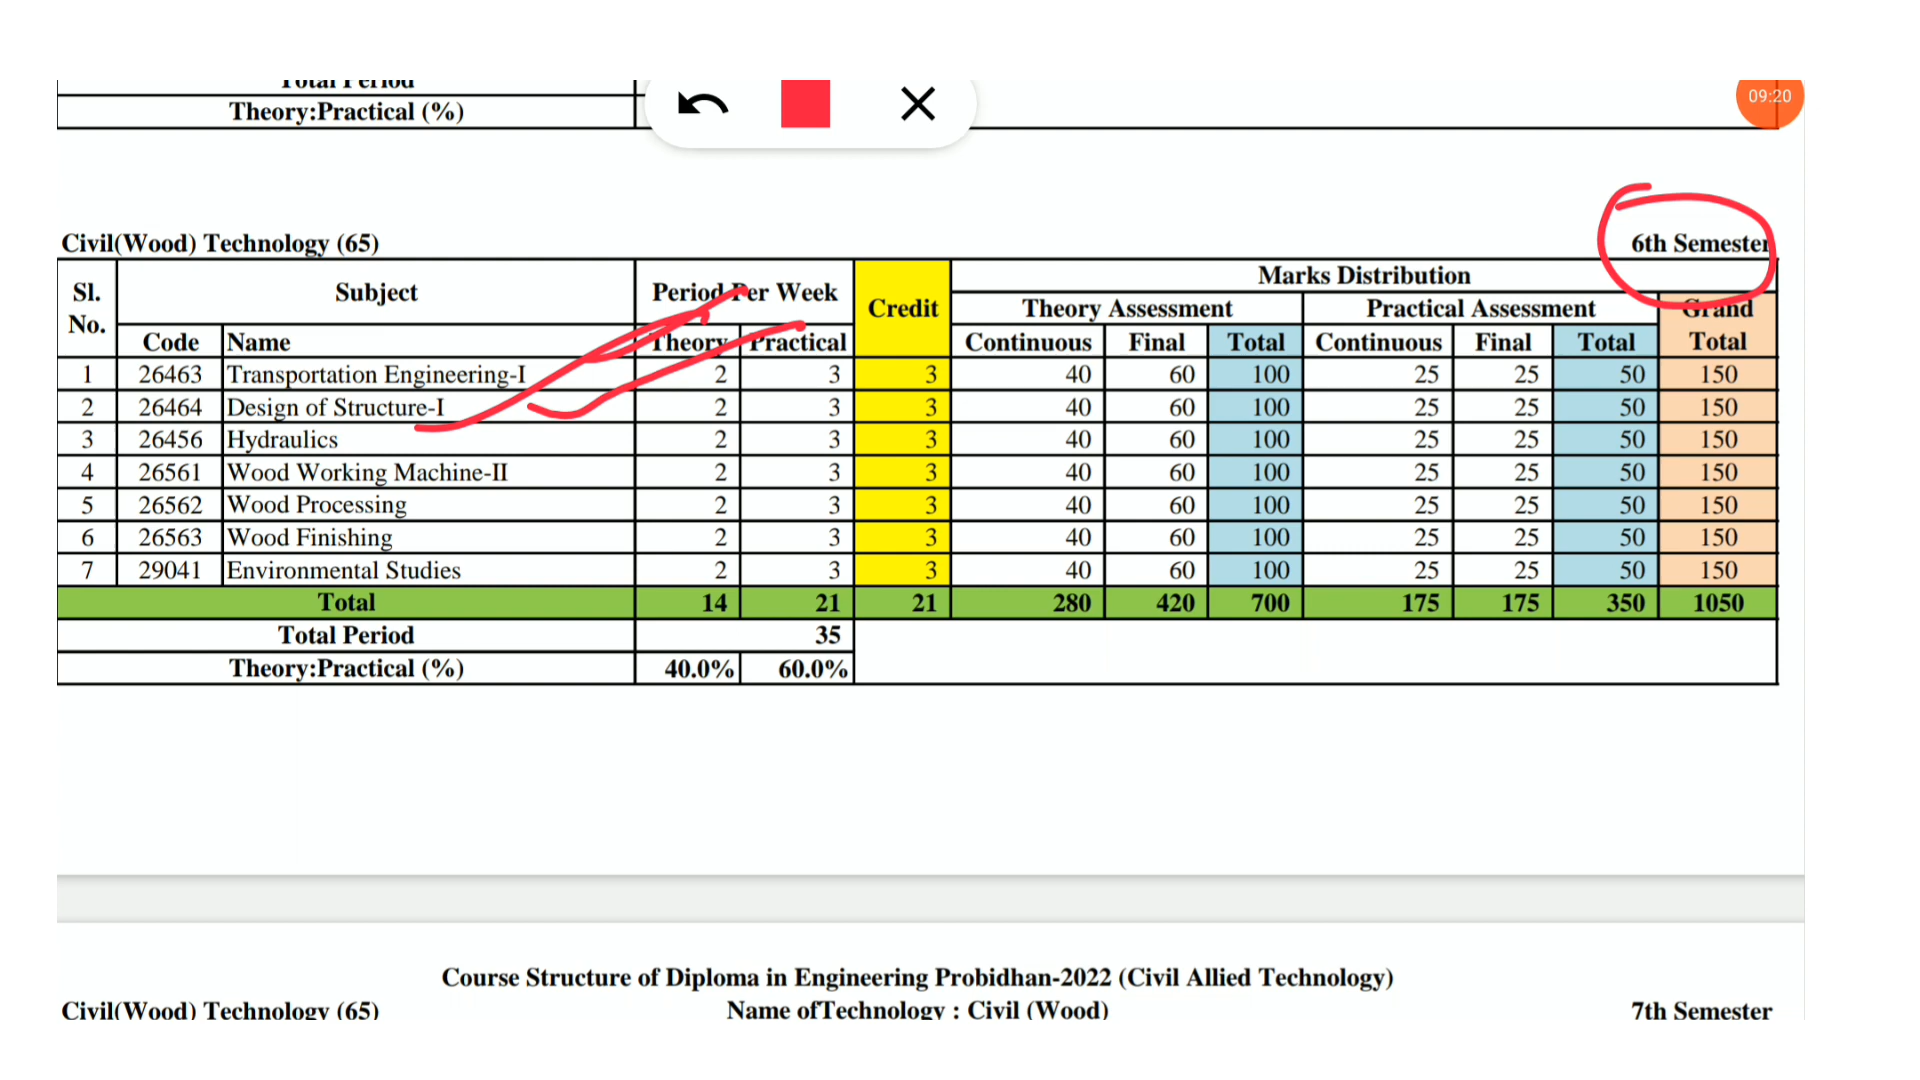 Total Period
Theory:Practical (%)
09:20
Civil(Wood) Technology (65) 6th Semester
Sl. No. Subject Period Per Week Credit Marks Distribution
Theory Assessment Practical Assessment Grand Total
Code Name Theory Practical Continuous Final Total Continuous Final Total
1 26463 Transportation Engineering-I 2 3 3 40 60 100 25 25 50 150
2 26464 Design of Structure-I 2 3 3 40 60 100 25 25 50 150
3 26456 Hydraulics 2 3 3 40 60 100 25 25 50 150
4 26561 Wood Working Machine-II 2 3 3 40 60 100 25 25 50 150
5 26562 Wood Processing 2 3 3 40 60 100 25 25 50 150
6 26563 Wood Finishing 2 3 3 40 60 100 25 25 50 150
7 29041 Environmental Studies 2 3 3 40 60 100 25 25 50 150
Total 14 21 21 280 420 700 175 175 350 1050
Total Period 35
Theory:Practical (%) 40.0% 60.0%
Course Structure of Diploma in Engineering Probidhan-2022 (Civil Allied Technology)
Civil(Wood) Technology (65) Name ofTechnology : Civil (Wood) 7th Semester